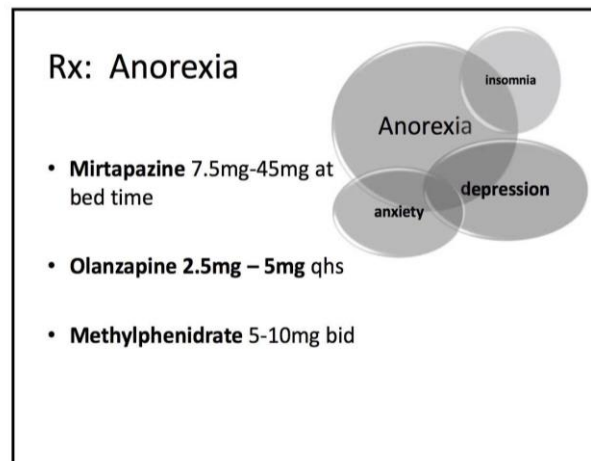 Rx: Anorexia
insomnia
Anorexia
depression
anxiety
• Mirtapazine 7.5mg-45mg at
bed time
• Olanzapine 2.5mg – 5mg qhs
• Methylphenidrate 5-10mg bid